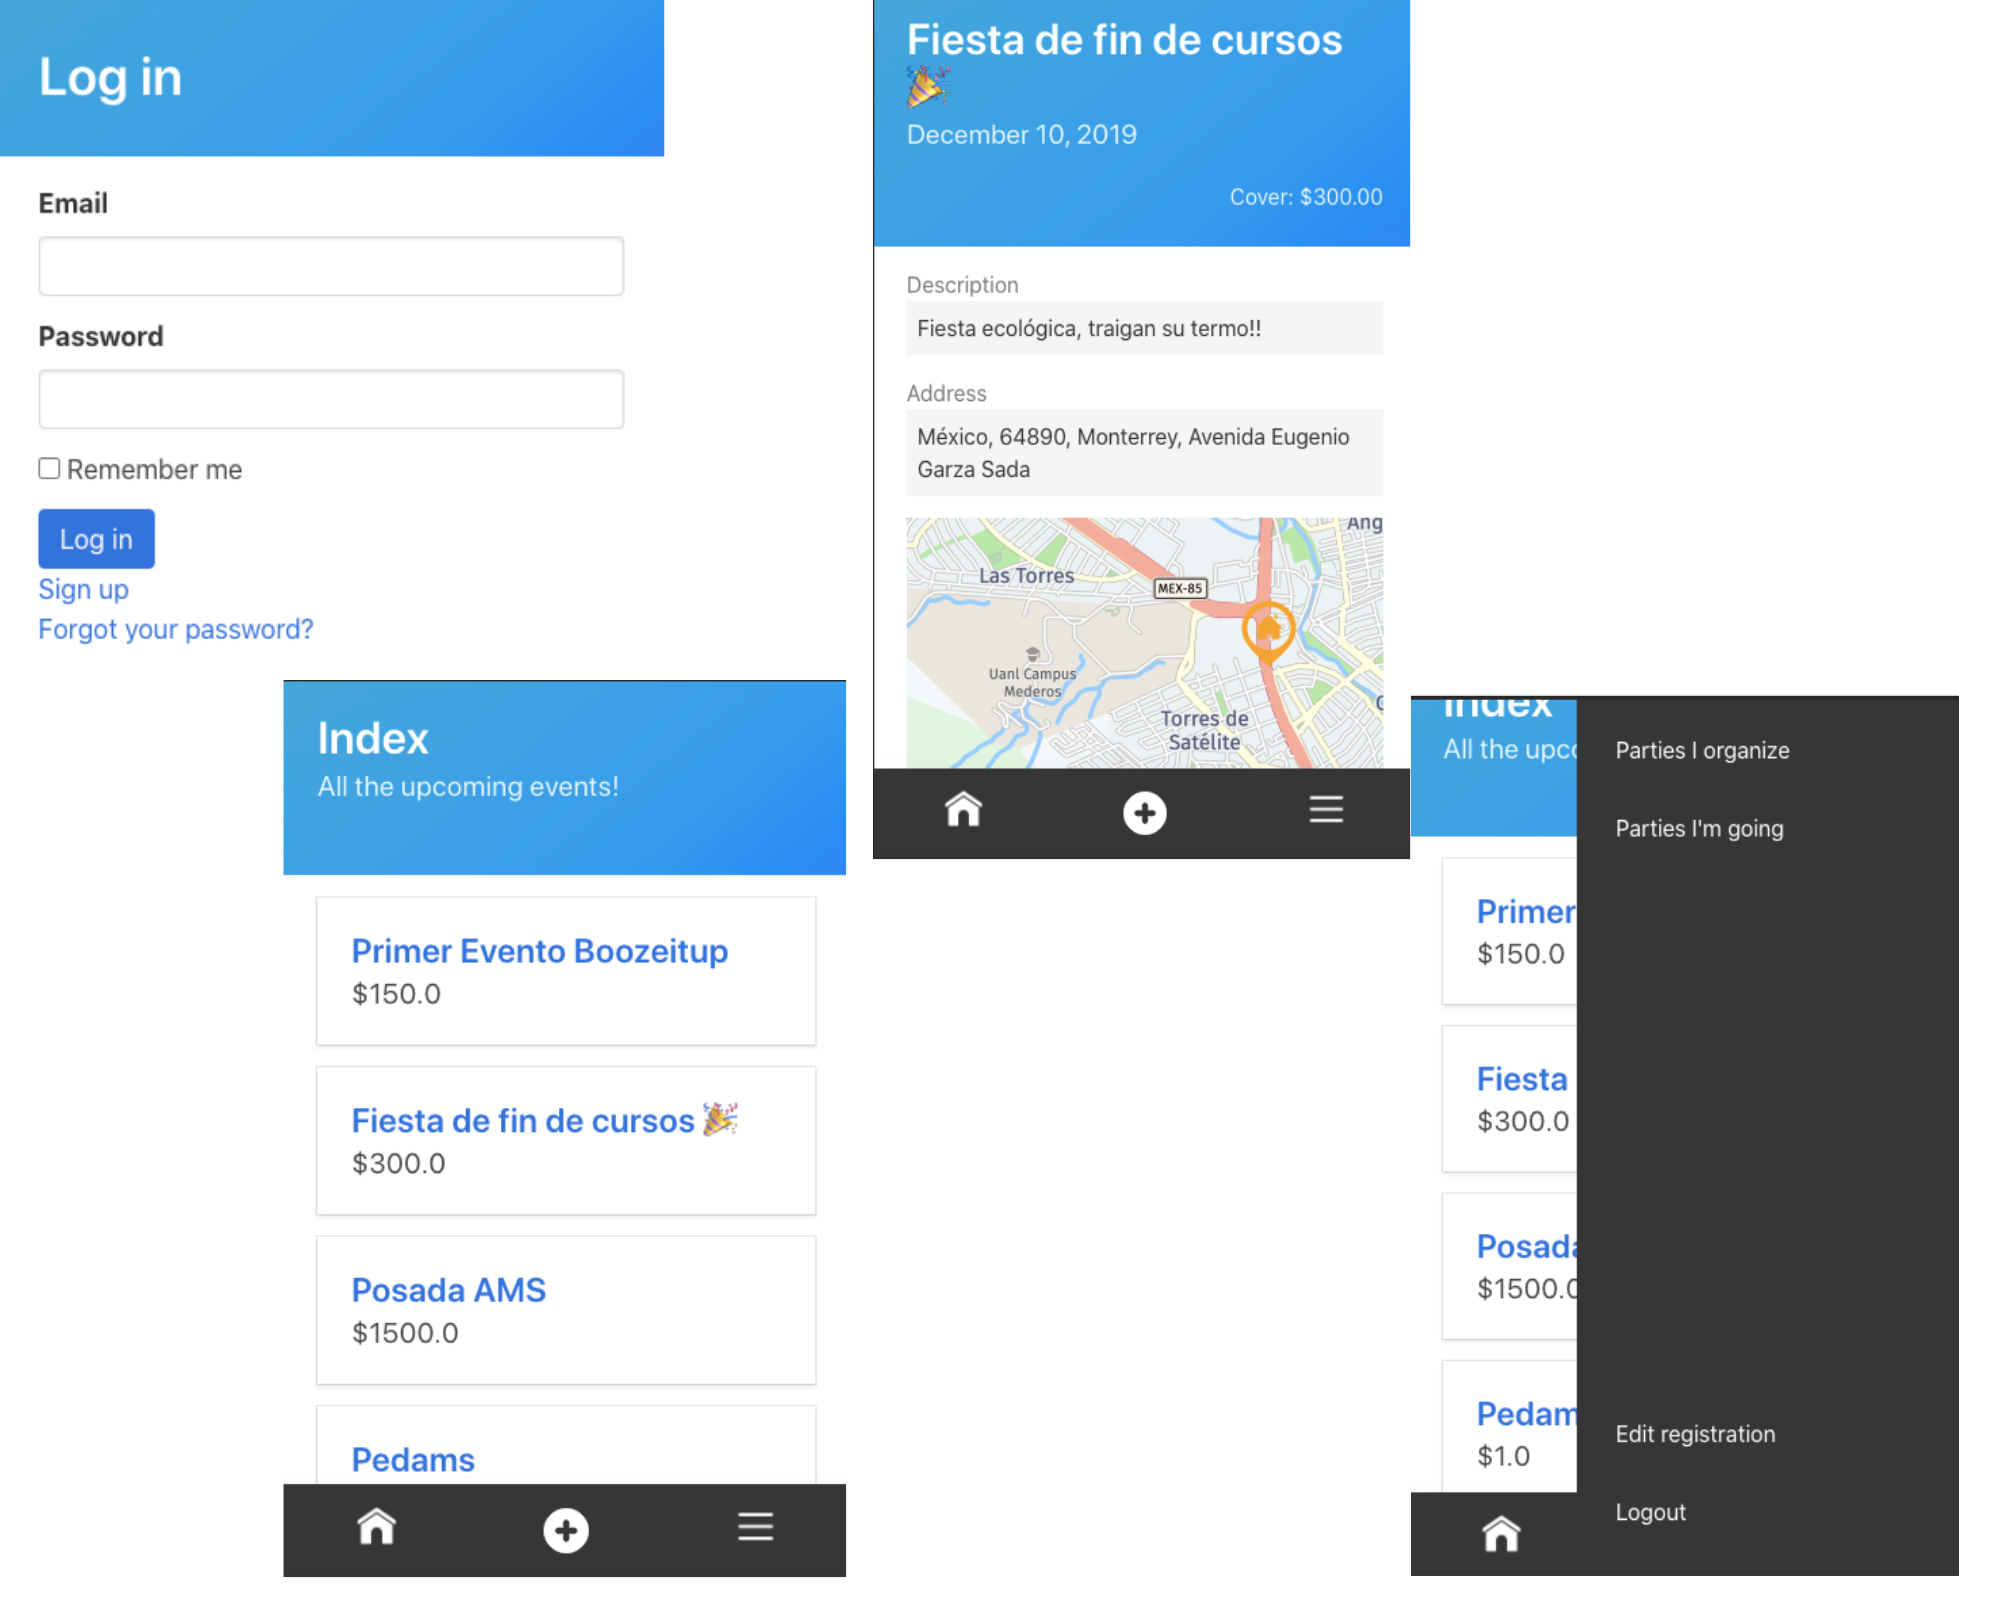 Log in
Email
Password
Remember me
Log in
Sign up
Forgot your password?
Fiesta de fin de cursos
🎉
December 10, 2019
Cover: $300.00
Description
Fiesta ecológica, traigan su termo!!
Address
México, 64890, Monterrey, Avenida Eugenio
Garza Sada
Ang
Las Torres
MEX-85
Uanl Campus
Mederos
Torres de
Satélite
Index
All the upcoming events!
Primer Evento Boozeitup
$150.0
Fiesta de fin de cursos 🎉
$300.0
Posada AMS
$1500.0
Pedams
Index
All the upco
Primer
$150.0
Fiesta
$300.0
Posada
$1500.0
Pedam
$1.0
Parties I organize
Parties I'm going
Edit registration
Logout